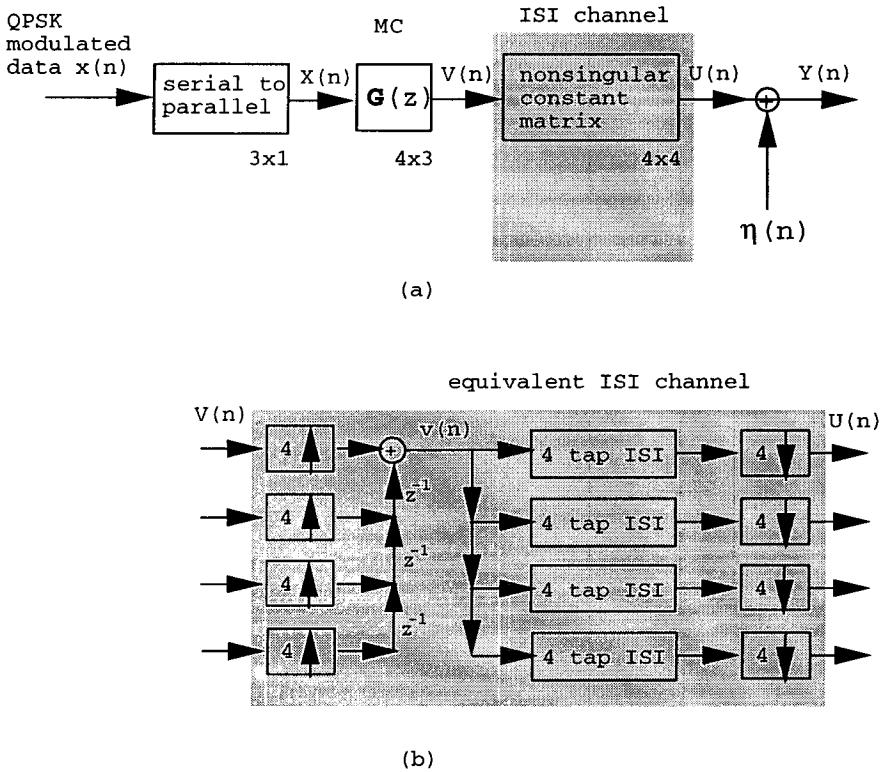 QPSK
modulated
data x(n)
MC
ISI channel
serial to
parallel
X(n)
G(z)
V(n)
nonsingular
constant
matrix
U(n)
Y(n)
+
3x1
4x3
4x4
η(n)
(a)
equivalent ISI channel
V(n)
v(n)
U(n)
4
+
4 tap ISI
4
z⁻¹
4
4 tap ISI
4
z⁻¹
4
4 tap ISI
4
z⁻¹
4
4 tap ISI
4
(b)